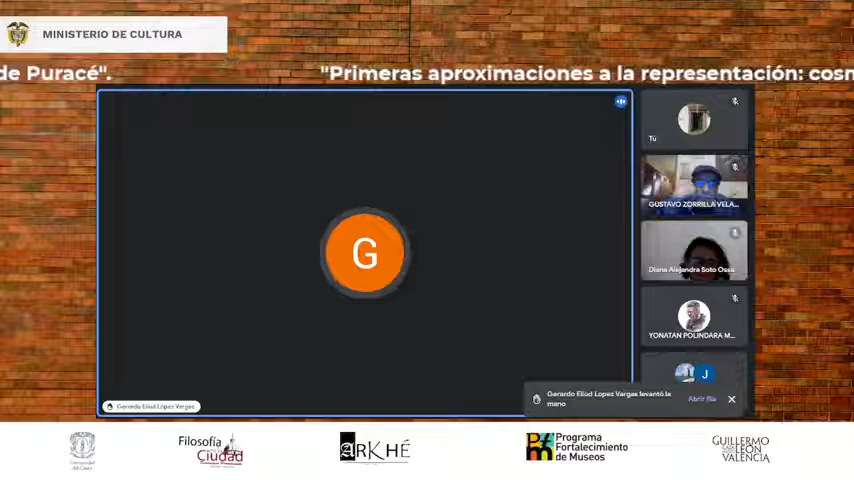 MINISTERIO DE CULTURA
de Puracé".
"Primeras aproximaciones a la representación: cosm
G
Tú
GUSTAVO ZORRILLA VELA...
Diana Alejandra Soto Ossa
YONATAN POLINDARA M...
J
Gerardo Eliud Lopez Vargas
Gerardo Eliud Lopez Vargas levantó la
mano
Abrir fila
Filosofía
Ciudad
ARKHÉ
Programa
Fortalecimiento
de Museos
GUILLERMO
LEÓN
VALENCIA